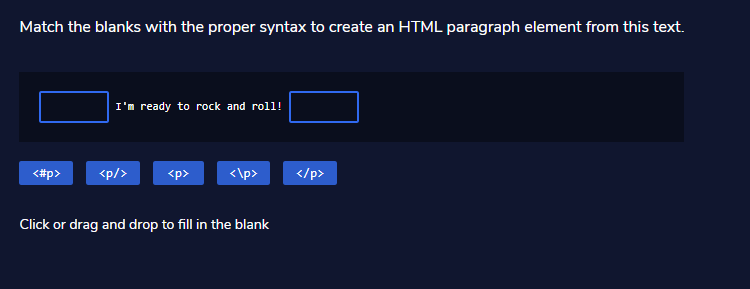 Match the blanks with the proper syntax to create an HTML paragraph element from this text.
I'm ready to rock and roll!
<#p> <p/> <p> <\p> </p>
Click or drag and drop to fill in the blank